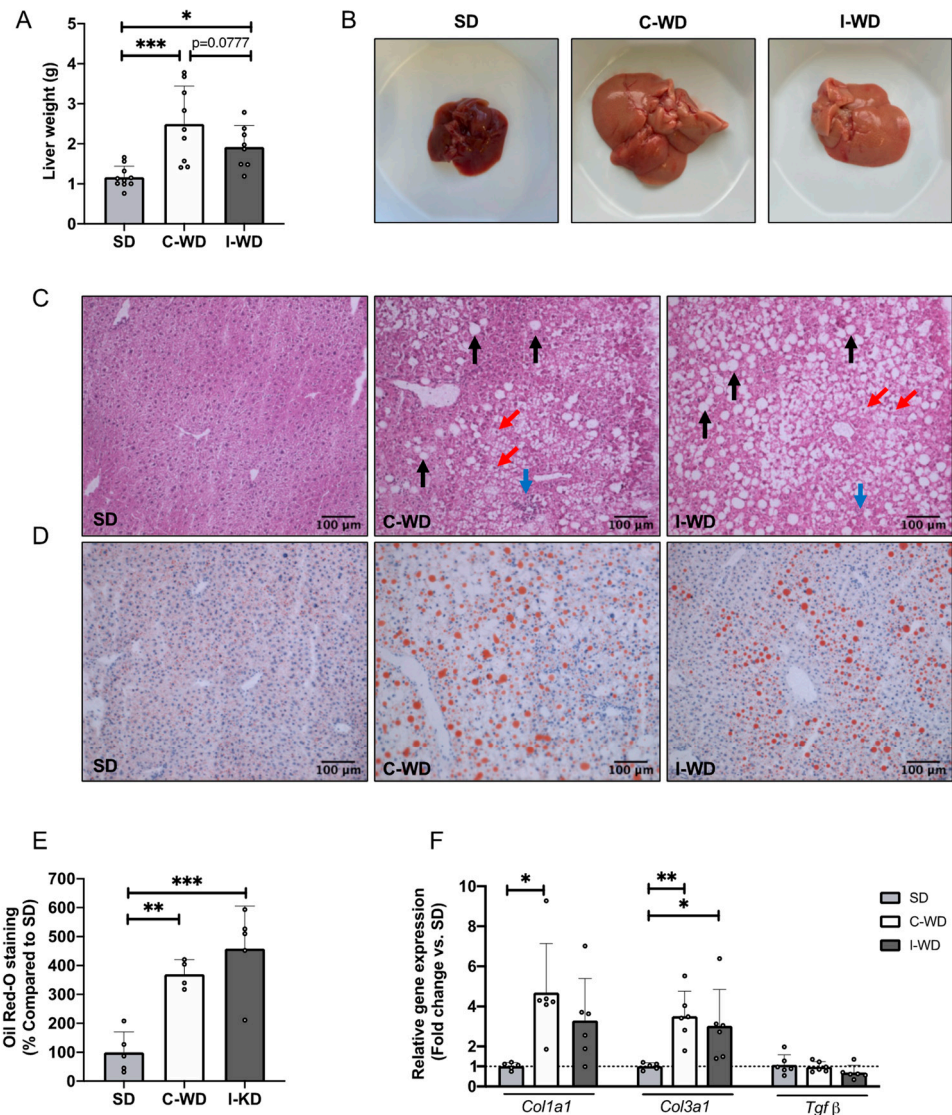 A
Liver weight (g)
5
4
3
2
1
0
*
***
p=0.0777
SD
C-WD
I-WD
B
SD
C-WD
I-WD
C
SD
100 µm
C-WD
100 µm
I-WD
100 µm
D
SD
100 µm
C-WD
100 µm
I-WD
100 µm
E
Oil Red-O staining
(% Compared to SD)
700
600
500
400
300
200
100
0
***
**
SD
C-WD
I-KD
F
Relative gene expression
(Fold change vs. SD)
10
8
6
4
2
1
0
*
**
*
Col1a1
Col3a1
Tgf β
SD
C-WD
I-WD